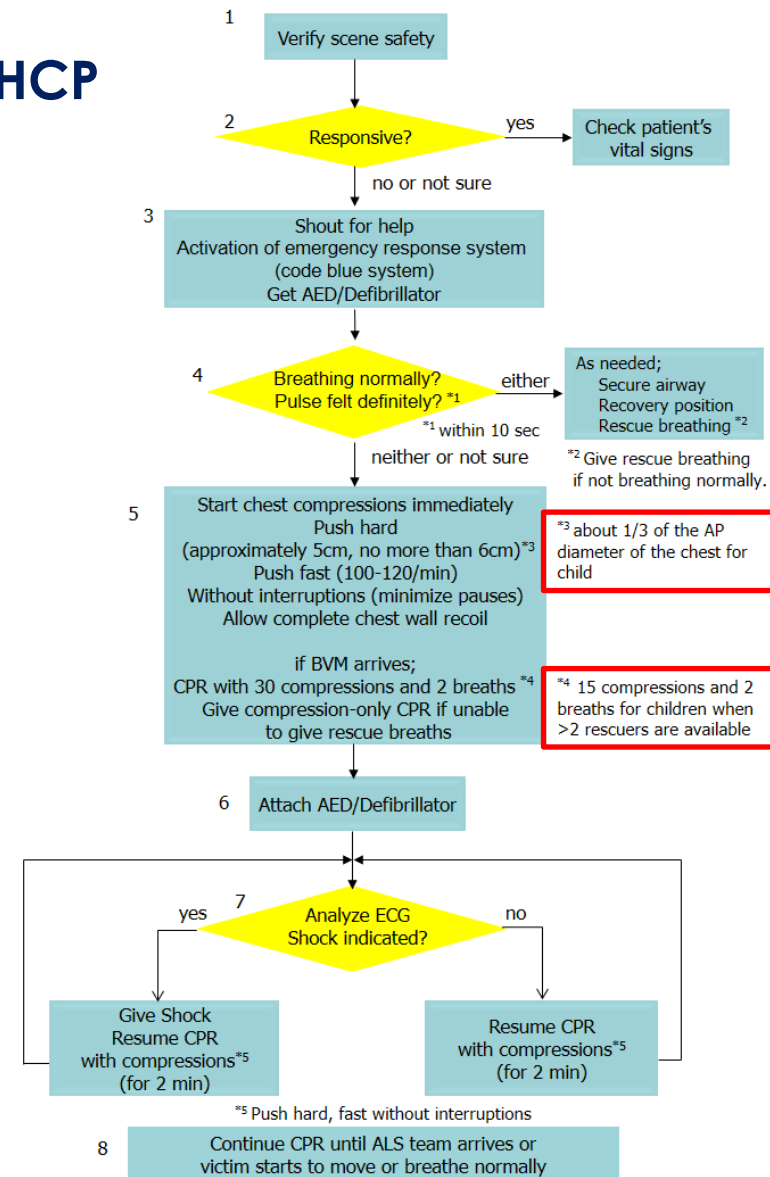 HCP
1
Verify scene safety
2
Responsive?
yes
Check patient's
vital signs
no or not sure
3
Shout for help
Activation of emergency response system
(code blue system)
Get AED/Defibrillator
4
Breathing normally?
Pulse felt definitely? *1
either
As needed;
Secure airway
Recovery position
Rescue breathing *2
*1 within 10 sec
neither or not sure
*2 Give rescue breathing
if not breathing normally.
5
Start chest compressions immediately
Push hard
(approximately 5cm, no more than 6cm)*3
Push fast (100-120/min)
Without interruptions (minimize pauses)
Allow complete chest wall recoil
*3 about 1/3 of the AP
diameter of the chest for
child
if BVM arrives;
CPR with 30 compressions and 2 breaths *4
Give compression-only CPR if unable
to give rescue breaths
*4 15 compressions and 2
breaths for children when
>2 rescuers are available
6
Attach AED/Defibrillator
7
yes
Analyze ECG
Shock indicated?
no
Give Shock
Resume CPR
with compressions*5
(for 2 min)
Resume CPR
with compressions*5
(for 2 min)
*5 Push hard, fast without interruptions
8
Continue CPR until ALS team arrives or
victim starts to move or breathe normally